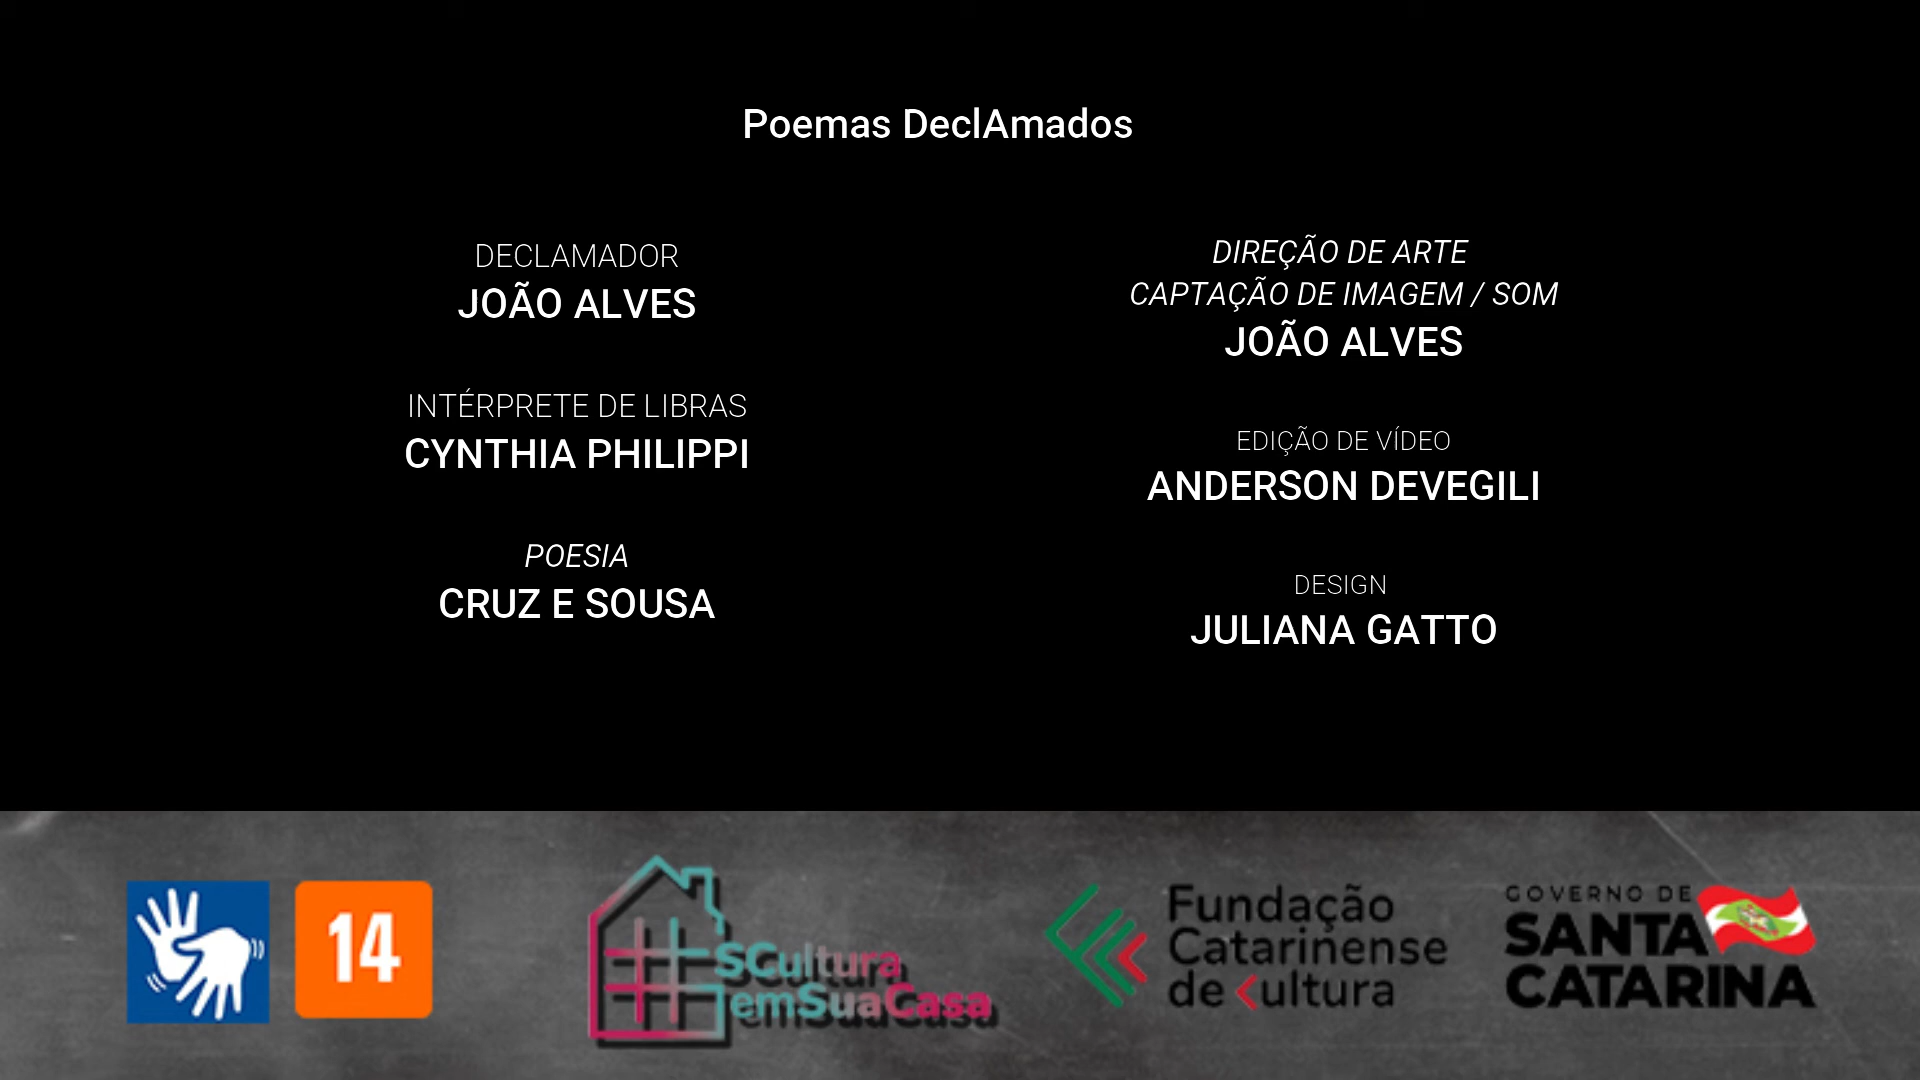 Poemas DeclAmados
DECLAMADOR
JOÃO ALVES
INTÉRPRETE DE LIBRAS
CYNTHIA PHILIPPI
POESIA
CRUZ E SOUSA
DIREÇÃO DE ARTE
CAPTAÇÃO DE IMAGEM / SOM
JOÃO ALVES
EDIÇÃO DE VÍDEO
ANDERSON DEVEGILI
DESIGN
JULIANA GATTO
14
SCultura
emSuaCasa
Fundação
Catarinense
de Cultura
GOVERNO DE
SANTA
CATARINA